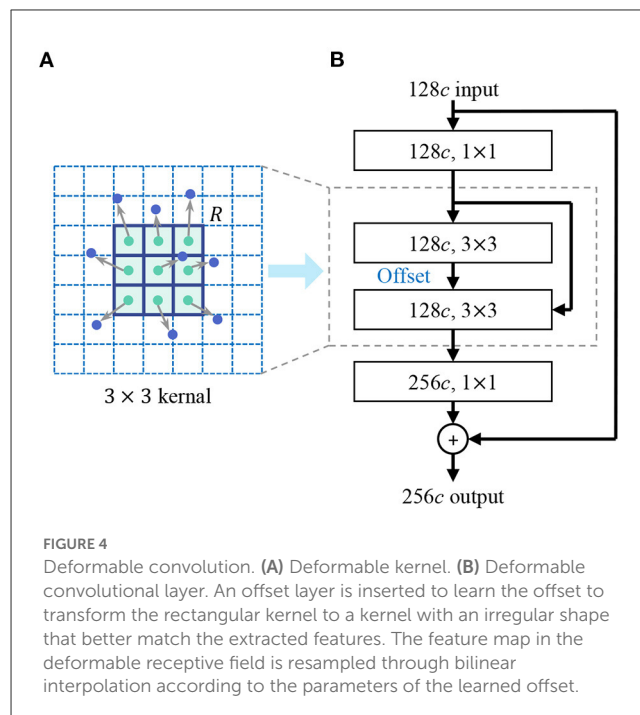 A
B
128c input
128c, 1×1
R
128c, 3×3
Offset
128c, 3×3
256c, 1×1
3 × 3 kernal
+
256c output
FIGURE 4
Deformable convolution. (A) Deformable kernel. (B) Deformable
convolutional layer. An offset layer is inserted to learn the offset to
transform the rectangular kernel to a kernel with an irregular shape
that better match the extracted features. The feature map in the
deformable receptive field is resampled through bilinear
interpolation according to the parameters of the learned offset.